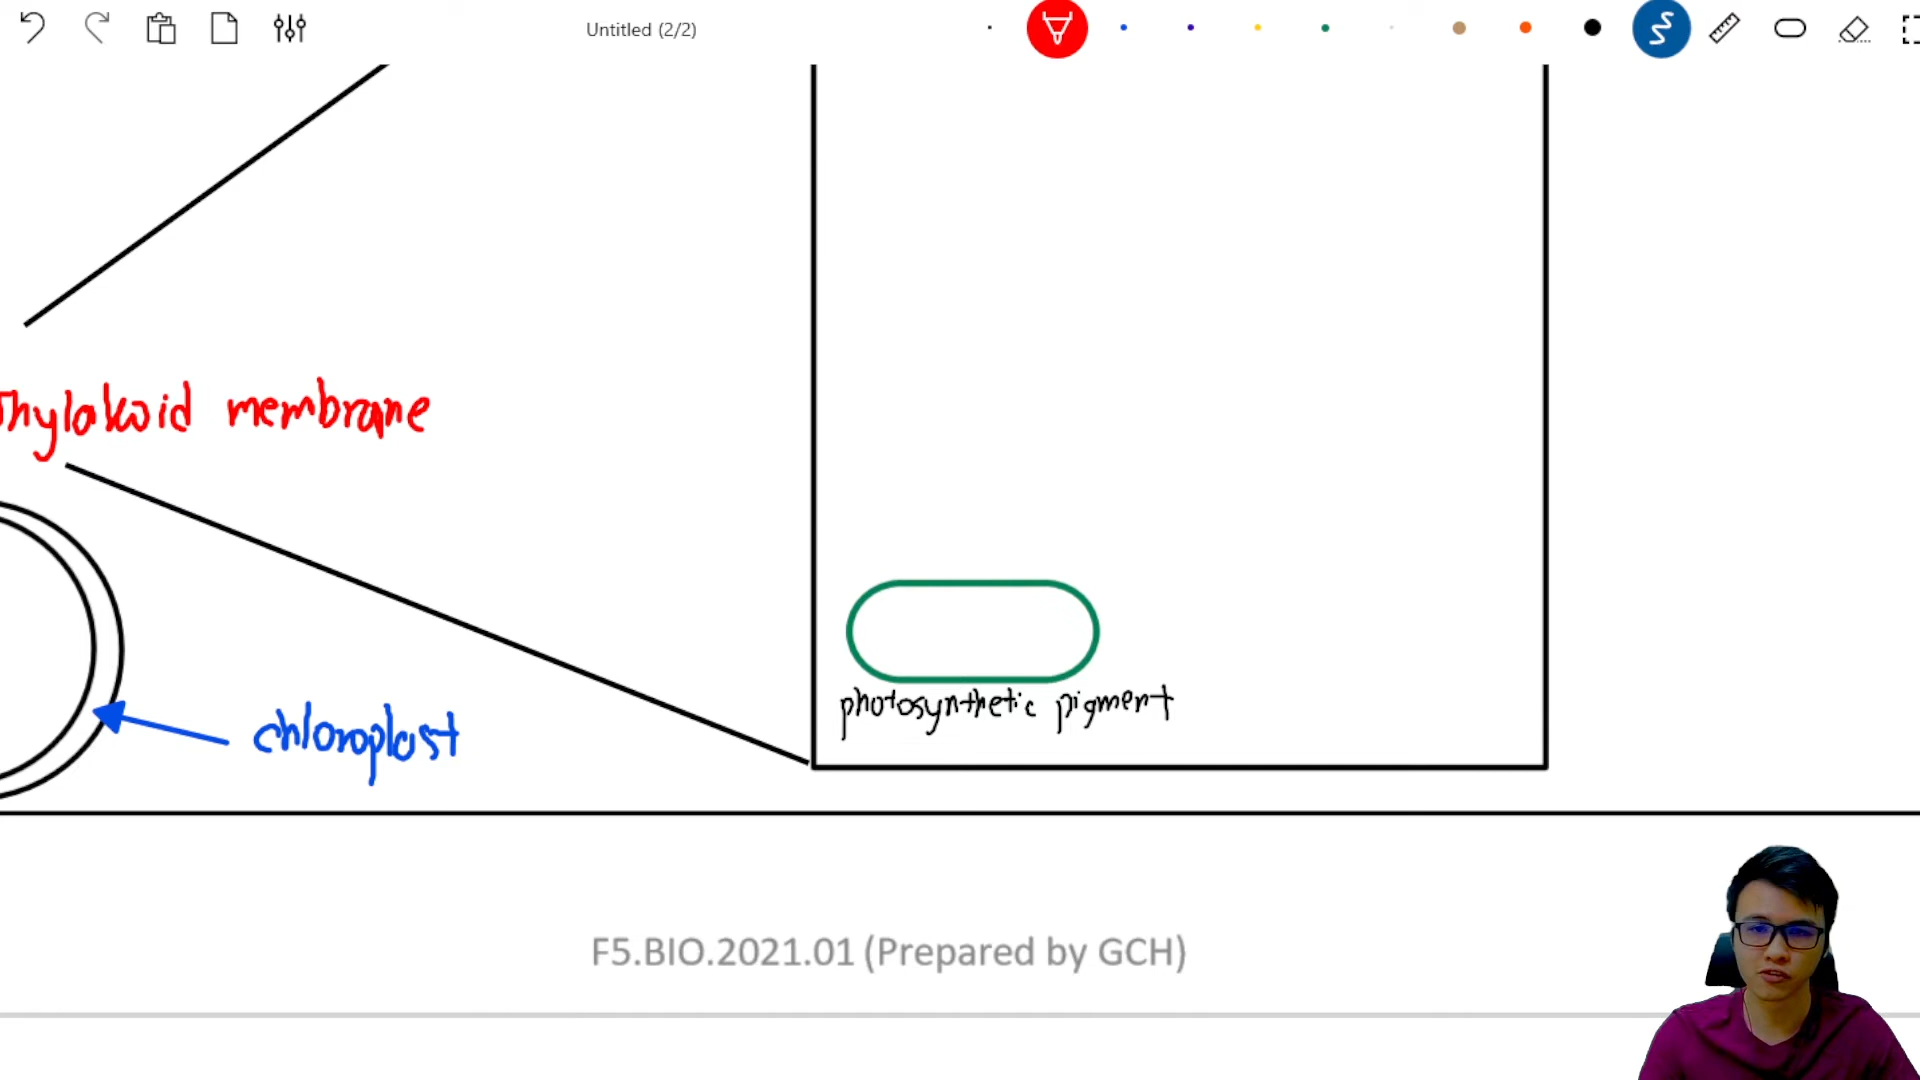 Untitled (2/2)
Thylakoid membrane
photosynthetic pigment
chloroplast
F5.BIO.2021.01 (Prepared by GCH)